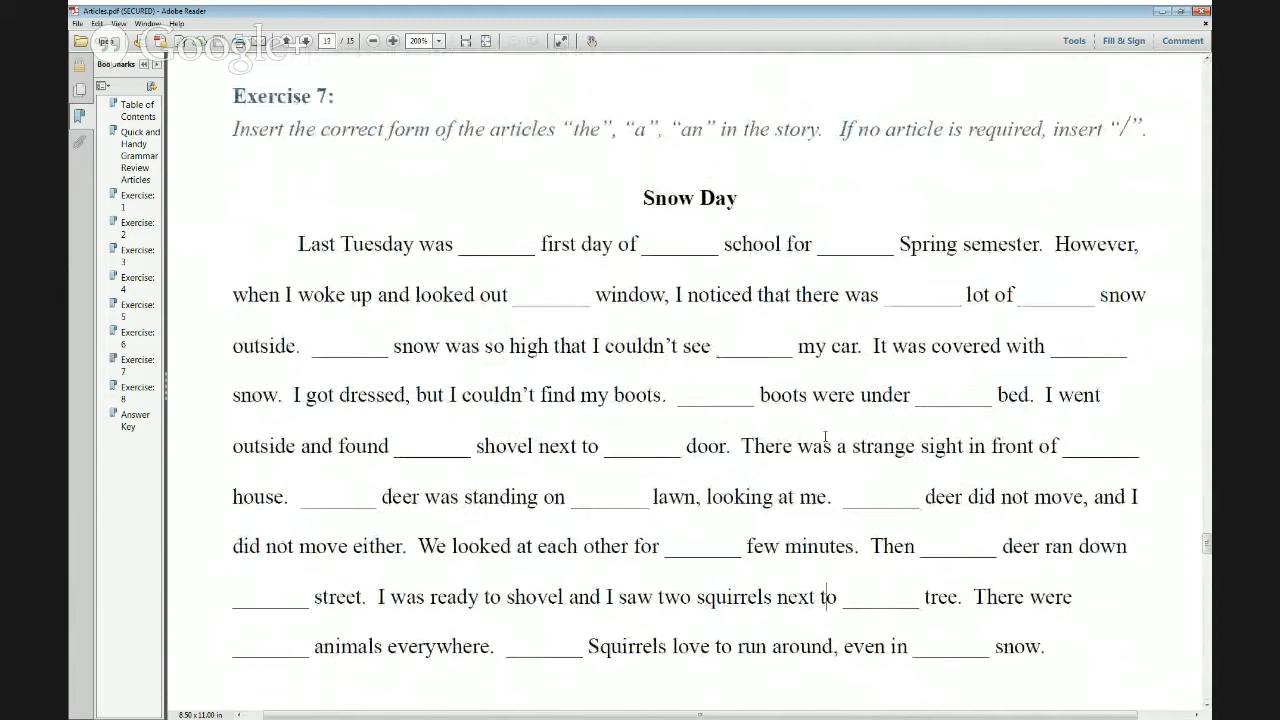 Articles.pdf (SECURED) - Adobe Reader
File Edit View Window Help
Open 12 / 15 200% Tools Fill & Sign Comment
Google+
Bookmarks
Table of
Contents
Quick and
Handy
Grammar
Review
Articles
Exercise:
1
Exercise:
2
Exercise:
3
Exercise:
4
Exercise:
5
Exercise:
6
Exercise:
7
Exercise:
8
Answer
Key
Exercise 7:
Insert the correct form of the articles “the”, “a”, “an” in the story. If no article is required, insert “/”.
Snow Day
Last Tuesday was _______ first day of _______ school for _______ Spring semester. However,
when I woke up and looked out _______ window, I noticed that there was _______ lot of _______ snow
outside. _______ snow was so high that I couldn’t see _______ my car. It was covered with _______
snow. I got dressed, but I couldn’t find my boots. _______ boots were under _______ bed. I went
outside and found _______ shovel next to _______ door. There was a strange sight in front of _______
house. _______ deer was standing on _______ lawn, looking at me. _______ deer did not move, and I
did not move either. We looked at each other for _______ few minutes. Then _______ deer ran down
_______ street. I was ready to shovel and I saw two squirrels next to _______ tree. There were
_______ animals everywhere. _______ Squirrels love to run around, even in _______ snow.
8.50 x 11.00 in